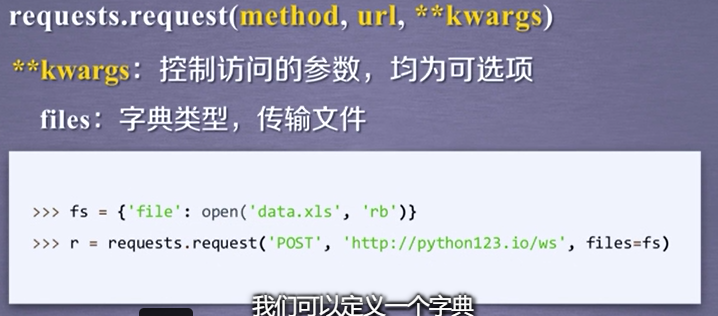 requests.request(method, url, **kwargs)
**kwargs：控制访问的参数，均为可选项
files：字典类型，传输文件
>>> fs = {'file': open('data.xls', 'rb')}
>>> r = requests.request('POST', 'http://python123.io/ws', files=fs)
我们可以定义一个字典